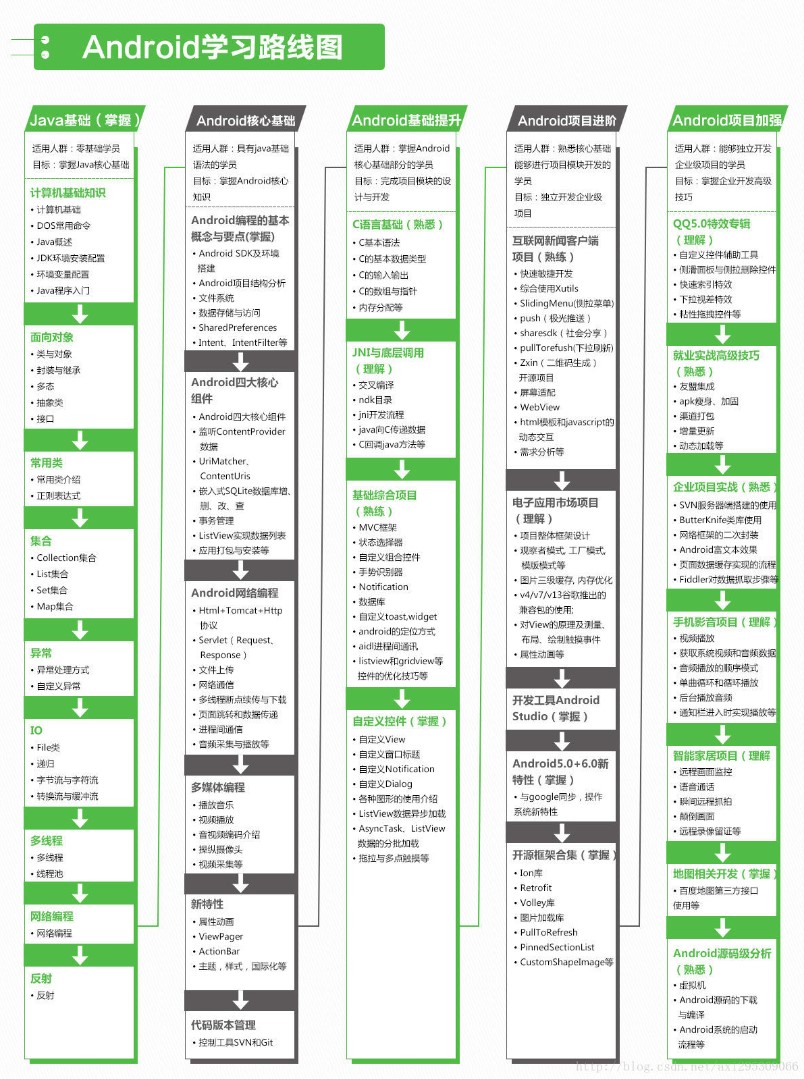 Android学习路线图
Java基础（掌握）
适用人群：零基础学员
目标：掌握Java核心基础
计算机基础知识
• 计算机基础
• DOS常用命令
• Java概述
• JDK环境安装配置
• 环境变量配置
• Java程序入门
面向对象
• 类与对象
• 封装与继承
• 多态
• 抽象类
• 接口
常用类
• 常用类介绍
• 正则表达式
集合
• Collection集合
• List集合
• Set集合
• Map集合
异常
• 异常处理方式
• 自定义异常
IO
• File类
• 递归
• 字节流与字符流
• 转换流与缓冲流
多线程
• 多线程
• 线程池
网络编程
• 网络编程
反射
• 反射
Android核心基础
适用人群：具有java基础
语法的学员
目标：掌握Android核心
知识
Android编程的基本
概念与要点(掌握)
• Android SDK及环境
搭建
• Android项目结构分析
• 文件系统
• 数据存储与访问
• SharedPreferences
• Intent、IntentFilter等
Android四大核心
组件
• Android四大核心组件
• 监听ContentProvider
数据
• UriMatcher、
ContentUris
• 嵌入式SQLite数据库增、
删、改、查
• 事务管理
• ListView实现数据列表
• 应用打包与安装等
Android网络编程
• Html+Tomcat+Http
协议
• Servlet（Request、
Response）
• 文件上传
• 网络通信
• 多线程断点续传与下载
• 页面跳转和数据传递
• 进程间通信
• 音频采集与播放等
多媒体编程
• 播放音乐
• 视频播放
• 音视频编码介绍
• 操纵摄像头
• 视频采集等
新特性
• 属性动画
• ViewPager
• ActionBar
• 主题，样式，国际化等
代码版本管理
• 控制工具SVN和Git
Android基础提升
适用人群：掌握Android
核心基础部分的学员
目标：完成项目模块的设
计与开发
C语言基础（熟悉）
• C基本语法
• C的基本数据类型
• C的输入输出
• C的数组与指针
• 内存分配等
JNI与底层调用
（理解）
• 交叉编译
• ndk目录
• jni开发流程
• java向C传递数据
• C回调java方法等
基础综合项目
（熟练）
• MVC框架
• 状态选择器
• 自定义组合控件
• 手势识别器
• Notification
• 数据库
• 自定义toast,widget
• android的定位方式
• aidl进程间通讯
• listview和gridview等
控件的优化技巧等
自定义控件（掌握）
• 自定义View
• 自定义窗口标题
• 自定义Notification
• 自定义Dialog
• 各种图形的使用介绍
• ListView数据异步加载
• AsyncTask、ListView
数据的分批加载
• 拖拉与多点触摸等
Android项目进阶
适用人群：熟悉核心基础
能够进行项目模块开发的
学员
目标：独立开发企业级
项目
互联网新闻客户端
项目（熟练）
• 快速敏捷开发
• 综合使用Xutils
• SlidingMenu(侧拉菜单)
• push（极光推送）
• sharesdk（社会分享）
• pullTorefush(下拉刷新)
• Zxin（二维码生成）
开源项目
• 屏幕适配
• WebView
• html模板和javascript的
动态交互
• 需求分析等
电子应用市场项目
（理解）
• 项目整体框架设计
• 观察者模式, 工厂模式,
模版模式等
• 图片三级缓存, 内存优化
• v4/v7/v13谷歌推出的
兼容包的使用:
• 对View的原理及测量、
布局、绘制触摸事件
• 属性动画等
开发工具Android
Studio（掌握）
Android5.0+6.0新
特性（掌握）
• 与google同步，操作
系统新特性
开源框架合集（掌握）
• Ion库
• Retrofit
• Volley库
• 图片加载库
• PullToRefresh
• PinnedSectionList
• CustomShapeImage等
Android项目加强
适用人群：能够独立开发
企业级项目的学员
目标：掌握企业开发高级
技巧
QQ5.0特效专辑
（理解）
• 自定义控件辅助工具
• 侧滑面板与侧拉删除控件
• 快速索引特效
• 下拉视差特效
• 粘性拖拽控件等
就业实战高级技巧
（熟悉）
• 友盟集成
• apk瘦身、加固
• 渠道打包
• 增量更新
• 动态加载等
企业项目实战（熟悉）
• SVN服务器端搭建的使用
• ButterKnife类库使用
• 网络框架的二次封装
• Android富文本效果
• 页面数据缓存实现的流程
• Fiddler对数据抓取步骤等
手机影音项目（理解）
• 视频播放
• 获取系统视频和音频数据
• 音频播放的顺序模式
• 单曲循环和循环播放
• 后台播放音频
• 通知栏进入时实现播放等
智能家居项目（理解
• 远程画面监控
• 语音通话
• 瞬间远程抓拍
• 颠倒画面
• 远程录像留证等
地图相关开发（掌握）
• 百度地图第三方接口
使用等
Android源码级分析
（熟悉）
• 虚拟机
• Android源码的下载
与编译
• Android系统的启动
流程等